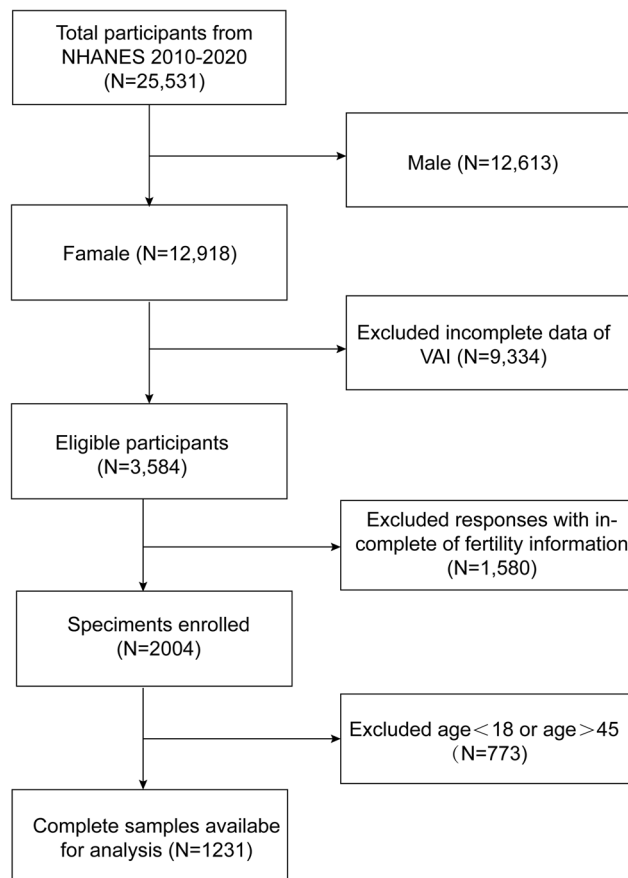 Total participants from
NHANES 2010-2020
(N=25,531)
Male (N=12,613)
Famale (N=12,918)
Excluded incomplete data of
VAI (N=9,334)
Eligible participants
(N=3,584)
Excluded responses with in-
complete of fertility information
(N=1,580)
Speciments enrolled
(N=2004)
Excluded age＜18 or age＞45
（N=773)
Complete samples availabe
for analysis (N=1231)